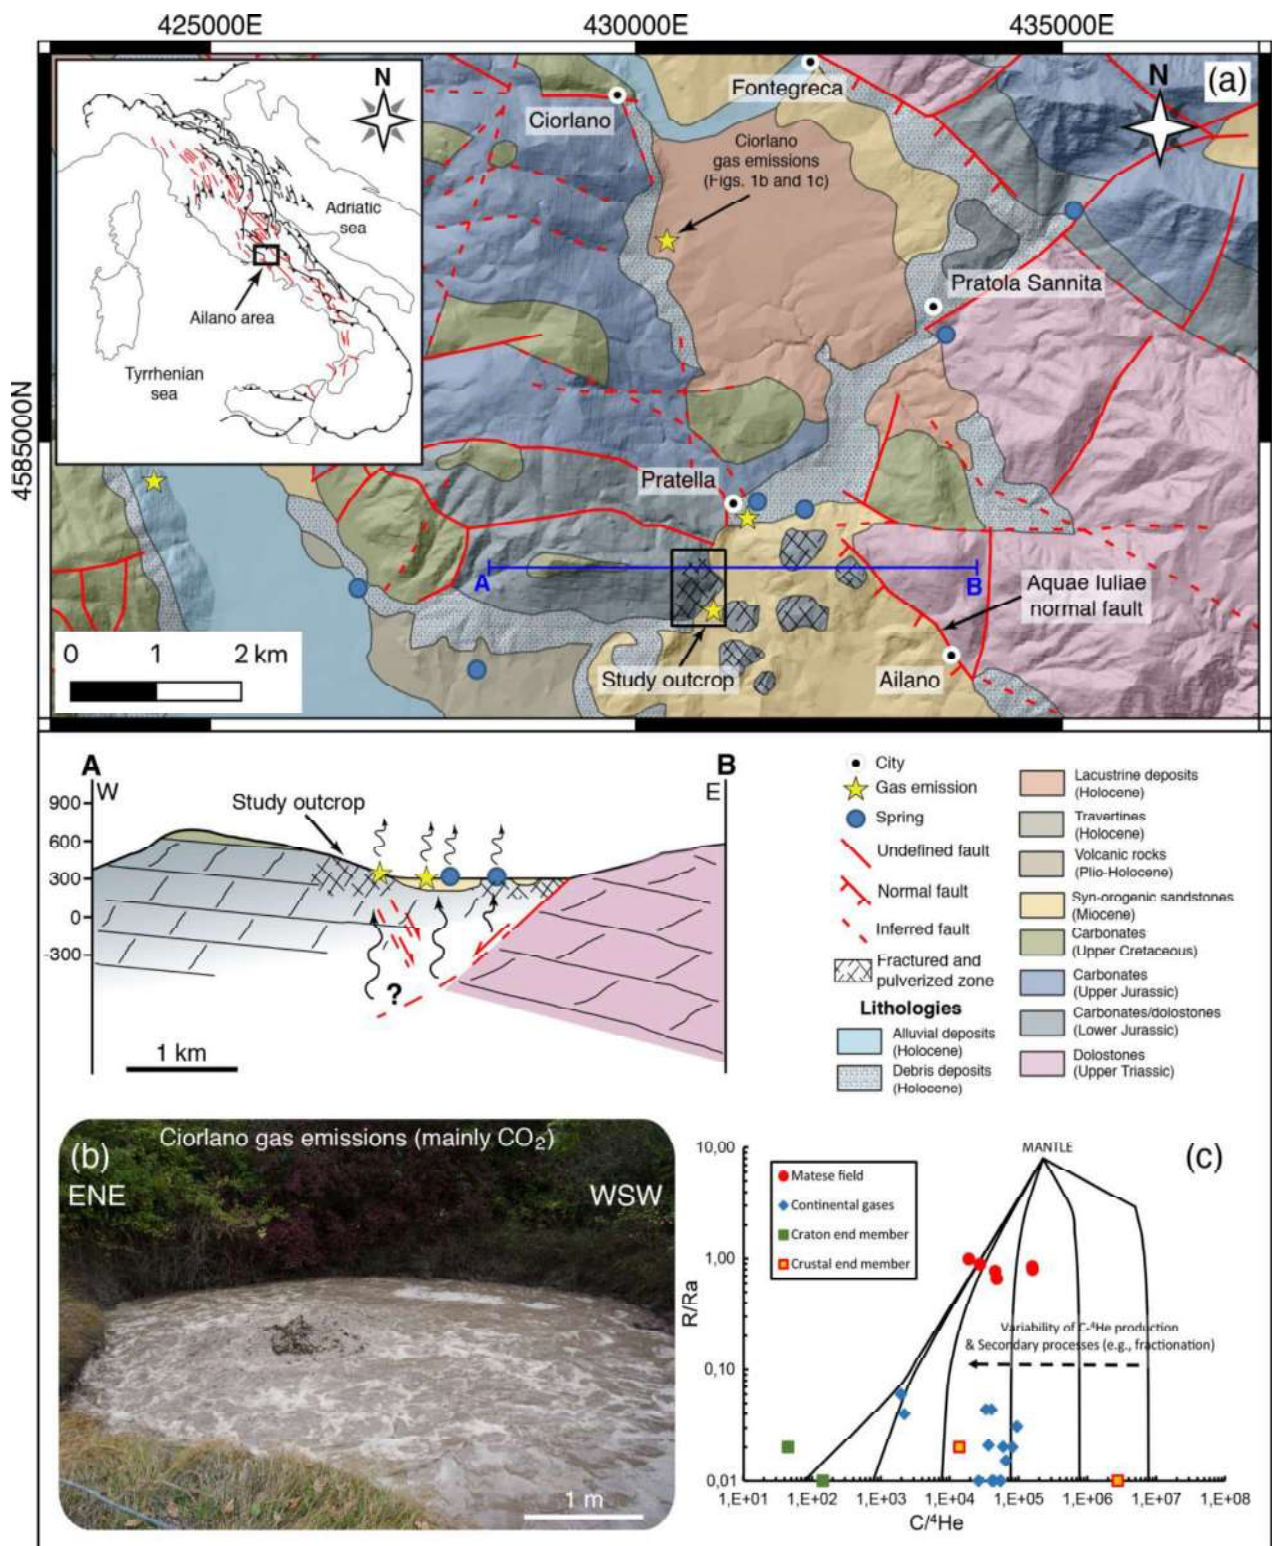 425000E
430000E
435000E
4585000N
(a)
N
N
Adriatic
sea
Ailano area
Tyrrhenian
sea
Ciorlano
Fontegreca
Ciorlano
gas emissions
(Figs. 1b and 1c)
Pratola Sannita
Pratella
A
B
Aquae Iuliae
normal fault
Study outcrop
Ailano
0 1 2 km
A
W
B
E
Study outcrop
900
600
300
0
-300
?
1 km
City
Gas emission
Spring
Undefined fault
Normal fault
Inferred fault
Fractured and
pulverized zone
Lithologies
Alluvial deposits
(Holocene)
Debris deposits
(Holocene)
Lacustrine deposits
(Holocene)
Travertines
(Holocene)
Volcanic rocks
(Plio-Holocene)
Syn-orogenic sandstones
(Miocene)
Carbonates
(Upper Cretaceous)
Carbonates
(Upper Jurassic)
Carbonates/dolostones
(Lower Jurassic)
Dolostones
(Upper Triassic)
(b)
Ciorlano gas emissions (mainly CO₂)
ENE
WSW
1 m
(c)
MANTLE
Matese field
Continental gases
Craton end member
Crustal end member
Variability of C-⁴He production
& Secondary processes (e.g., fractionation)
R/Ra
10,00
1,00
0,10
0,01
1,E+01 1,E+02 1,E+03 1,E+04 1,E+05 1,E+06 1,E+07 1,E+08
C/⁴He